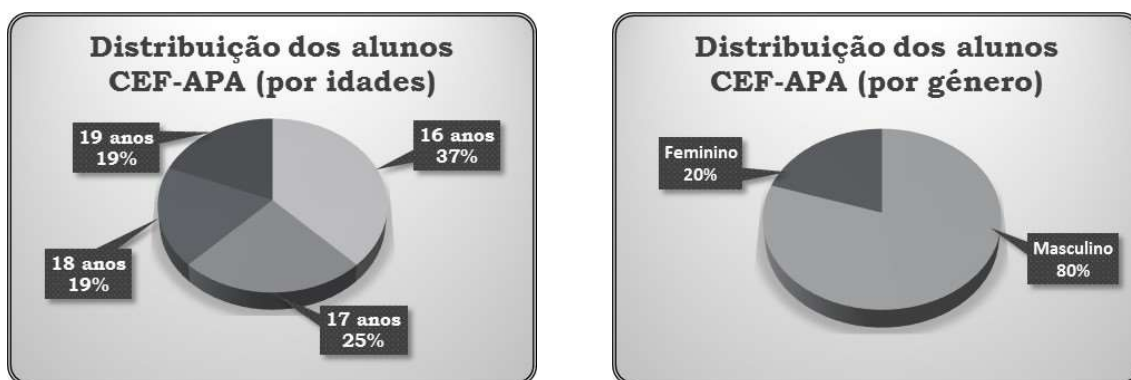 Distribuição dos alunos
CEF-APA (por idades)
19 anos
19%
16 anos
37%
18 anos
19%
17 anos
25%
Distribuição dos alunos
CEF-APA (por género)
Feminino
20%
Masculino
80%